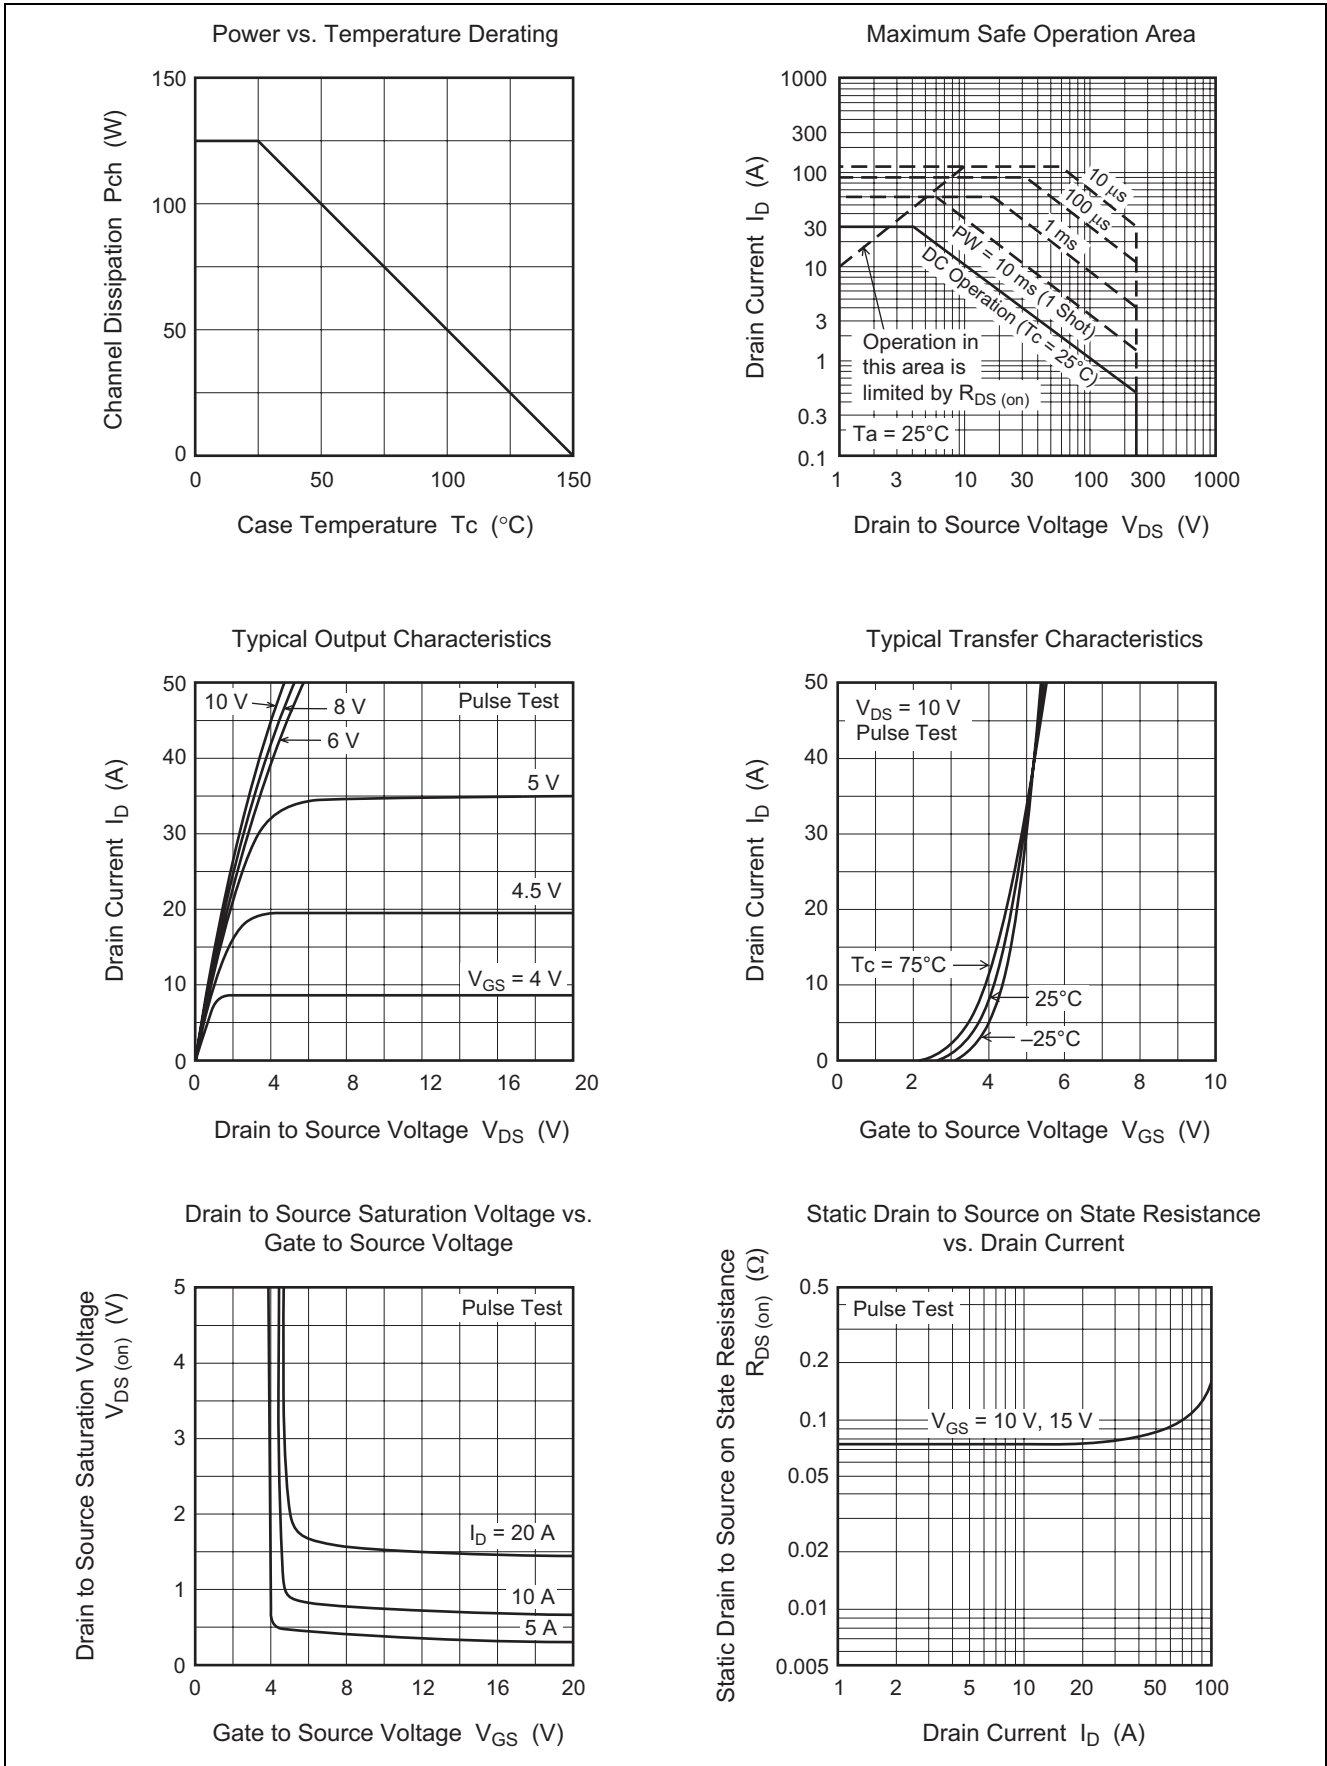 Power vs. Temperature Derating
150
100
50
0
0 50 100 150
Channel Dissipation Pch (W)
Case Temperature Tc (°C)
Maximum Safe Operation Area
1000
300
100
30
10
3
1
0.3
0.1
1 3 10 30 100 300 1000
Drain Current ID (A)
Drain to Source Voltage VDS (V)
10 μs
100 μs
1 ms
PW = 10 ms (1 Shot)
DC Operation (Tc = 25°C)
Operation in
this area is
limited by RDS (on)
Ta = 25°C
Typical Output Characteristics
50
40
30
20
10
0
0 4 8 12 16 20
Drain Current ID (A)
Drain to Source Voltage VDS (V)
10 V
8 V
6 V
Pulse Test
5 V
4.5 V
VGS = 4 V
Typical Transfer Characteristics
50
40
30
20
10
0
0 2 4 6 8 10
Drain Current ID (A)
Gate to Source Voltage VGS (V)
VDS = 10 V
Pulse Test
Tc = 75°C
25°C
–25°C
Drain to Source Saturation Voltage vs.
Gate to Source Voltage
5
4
3
2
1
0
0 4 8 12 16 20
Drain to Source Saturation Voltage
VDS (on) (V)
Gate to Source Voltage VGS (V)
Pulse Test
ID = 20 A
10 A
5 A
Static Drain to Source on State Resistance
vs. Drain Current
0.5
0.2
0.1
0.05
0.02
0.01
0.005
1 2 5 10 20 50 100
Static Drain to Source on State Resistance
RDS (on) (Ω)
Drain Current ID (A)
Pulse Test
VGS = 10 V, 15 V